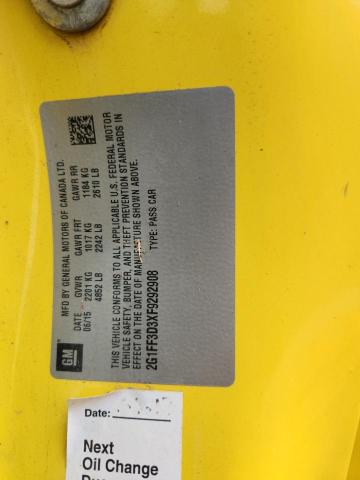 MFD BY GENERAL MOTORS OF CANADA LTD.
DATE GVWR GAWR FRT GAWR RR
06/15 2201 KG 1017 KG 1184 KG
4852 LB 2242 LB 2610 LB
THIS VEHICLE CONFORMS TO ALL APPLICABLE U.S. FEDERAL MOTOR
VEHICLE SAFETY, BUMPER, AND THEFT PREVENTION STANDARDS IN
EFFECT ON THE DATE OF MANUFACTURE SHOWN ABOVE.
2G1FF3D3XF9292908 TYPE: PASS CAR
GM
Date:
Next
Oil Change